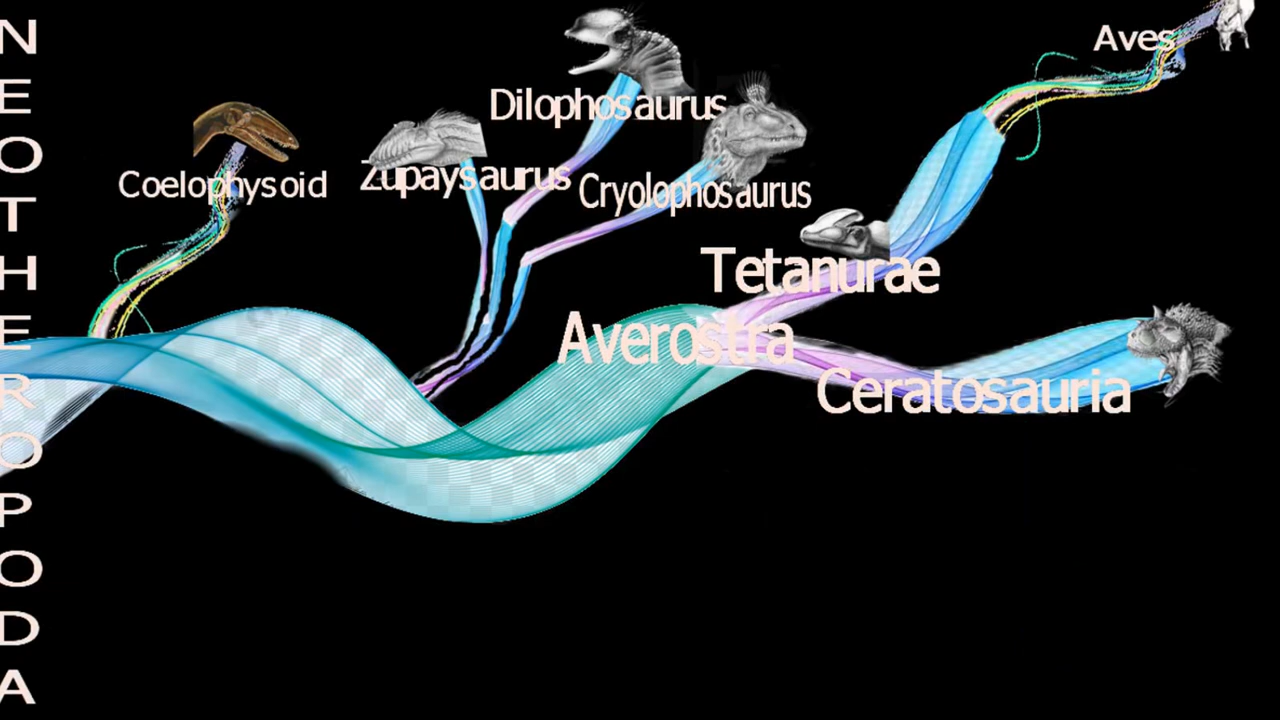 NEOTHEROPODA
Coelophysoid
Zupaysaurus
Dilophosaurus
Cryolophosaurus
Aves
Tetanurae
Averostra
Ceratosauria